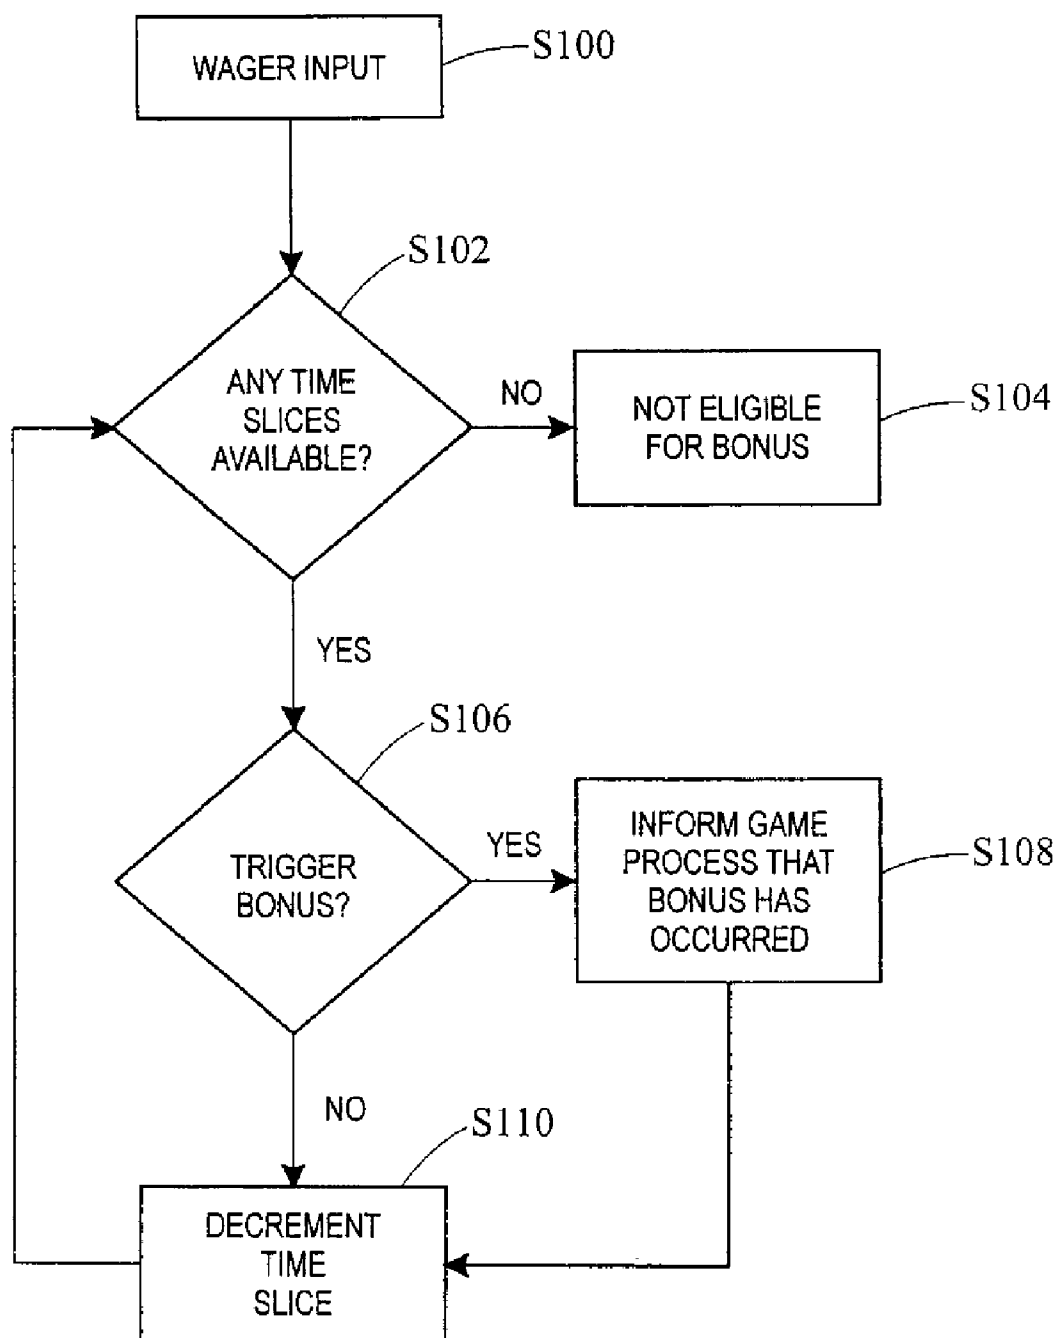 WAGER INPUT
S100
S102
ANY TIME
SLICES
AVAILABLE?
NO
NOT ELIGIBLE
FOR BONUS
S104
YES
S106
TRIGGER
BONUS?
YES
INFORM GAME
PROCESS THAT
BONUS HAS
OCCURRED
S108
NO
S110
DECREMENT
TIME
SLICE